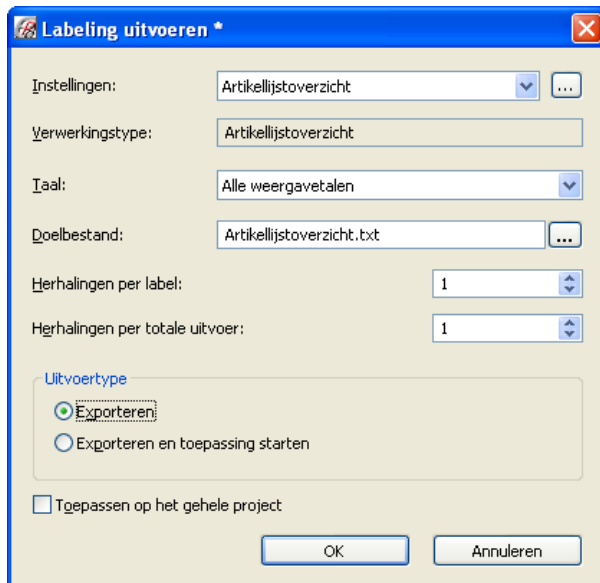 Labeling uitvoeren *
Instellingen: Artikellijstoverzicht ...
Verwerkingstype: Artikellijstoverzicht
Taal: Alle weergavetalen
Doelbestand: Artikellijstoverzicht.txt ...
Herhalingen per label: 1
Herhalingen per totale uitvoer: 1
Uitvoertype
Exporteren
Exporteren en toepassing starten
Toepassen op het gehele project
OK Annuleren